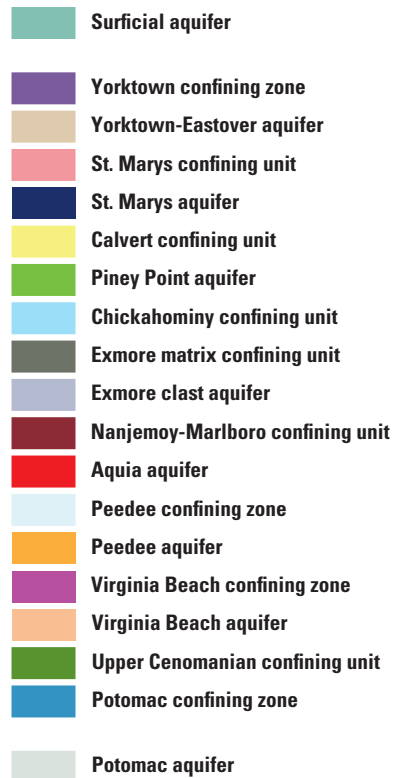 Surficial aquifer
Yorktown confining zone
Yorktown-Eastover aquifer
St. Marys confining unit
St. Marys aquifer
Calvert confining unit
Piney Point aquifer
Chickahominy confining unit
Exmore matrix confining unit
Exmore clast aquifer
Nanjemoy-Marlboro confining unit
Aquia aquifer
Peedee confining zone
Peedee aquifer
Virginia Beach confining zone
Virginia Beach aquifer
Upper Cenomanian confining unit
Potomac confining zone
Potomac aquifer